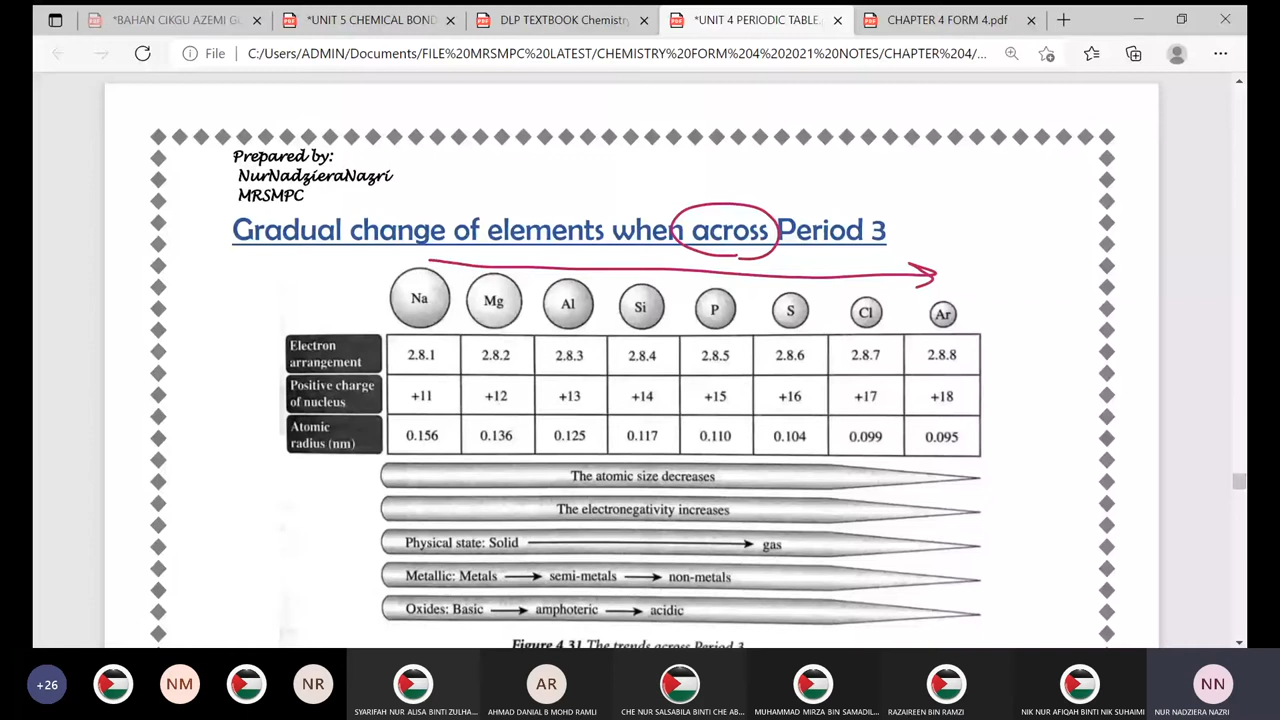 *BAHAN CIKGU AZEMI G
*UNIT 5 CHEMICAL BOND
DLP TEXTBOOK Chemistry
*UNIT 4 PERIODIC TABLE.
CHAPTER 4 FORM 4.pdf
File
C:/Users/ADMIN/Documents/FILE%20MRSMPC%20LATEST/CHEMISTRY%20FORM%204%202021%20NOTES/CHAPTER%204/...
Prepared by:
NurNadzieraNazri
MRSMPC
Gradual change of elements when across Period 3
Na Mg Al Si P S Cl Ar
Electron arrangement 2.8.1 2.8.2 2.8.3 2.8.4 2.8.5 2.8.6 2.8.7 2.8.8
Positive charge of nucleus +11 +12 +13 +14 +15 +16 +17 +18
Atomic radius (nm) 0.156 0.136 0.125 0.117 0.110 0.104 0.099 0.095
The atomic size decreases
The electronegativity increases
Physical state: Solid gas
Metallic: Metals semi-metals non-metals
Oxides: Basic amphoteric acidic
Figure 4.31 The trends across Period 3
+26 NM NR AR NN
SYARIFAH NUR ALISA BINTI ZULHA...
AHMAD DANIAL B MOHD RAMLI
CHE NUR SALSABILA BINTI CHE AB...
MUHAMMAD MIRZA BIN SAMADIL...
RAZAIREEN BIN RAMZI
NIK NUR AFIQAH BINTI NIK SUHAIMI
NUR NADZIERA NAZRI